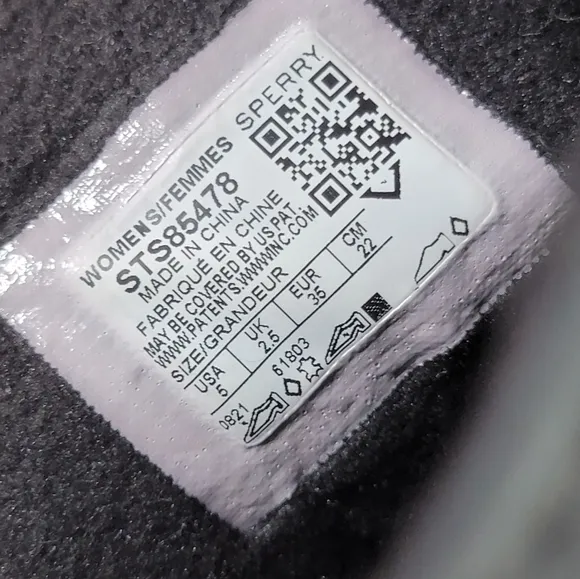 SPERRY
WOMENS/FEMMES
STS85478
MADE IN CHINA
FABRIQUÉ EN CHINE
MAY BE COVERED BY US PAT.
WWW.PATENTS.WWWINC.COM
SIZE/GRANDEUR
USA UK EUR CM
5 2.5 35 22
0821 61803